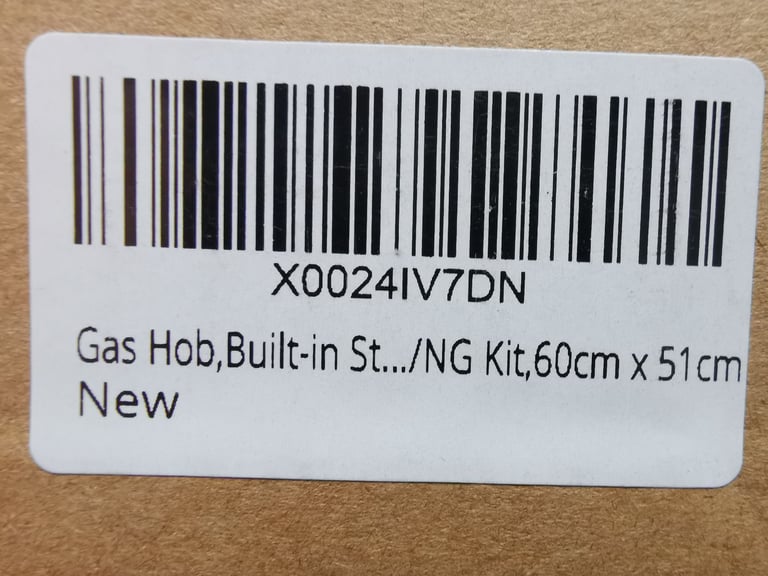 X0024IV7DN
Gas Hob,Built-in St.../NG Kit,60cm x 51cm
New